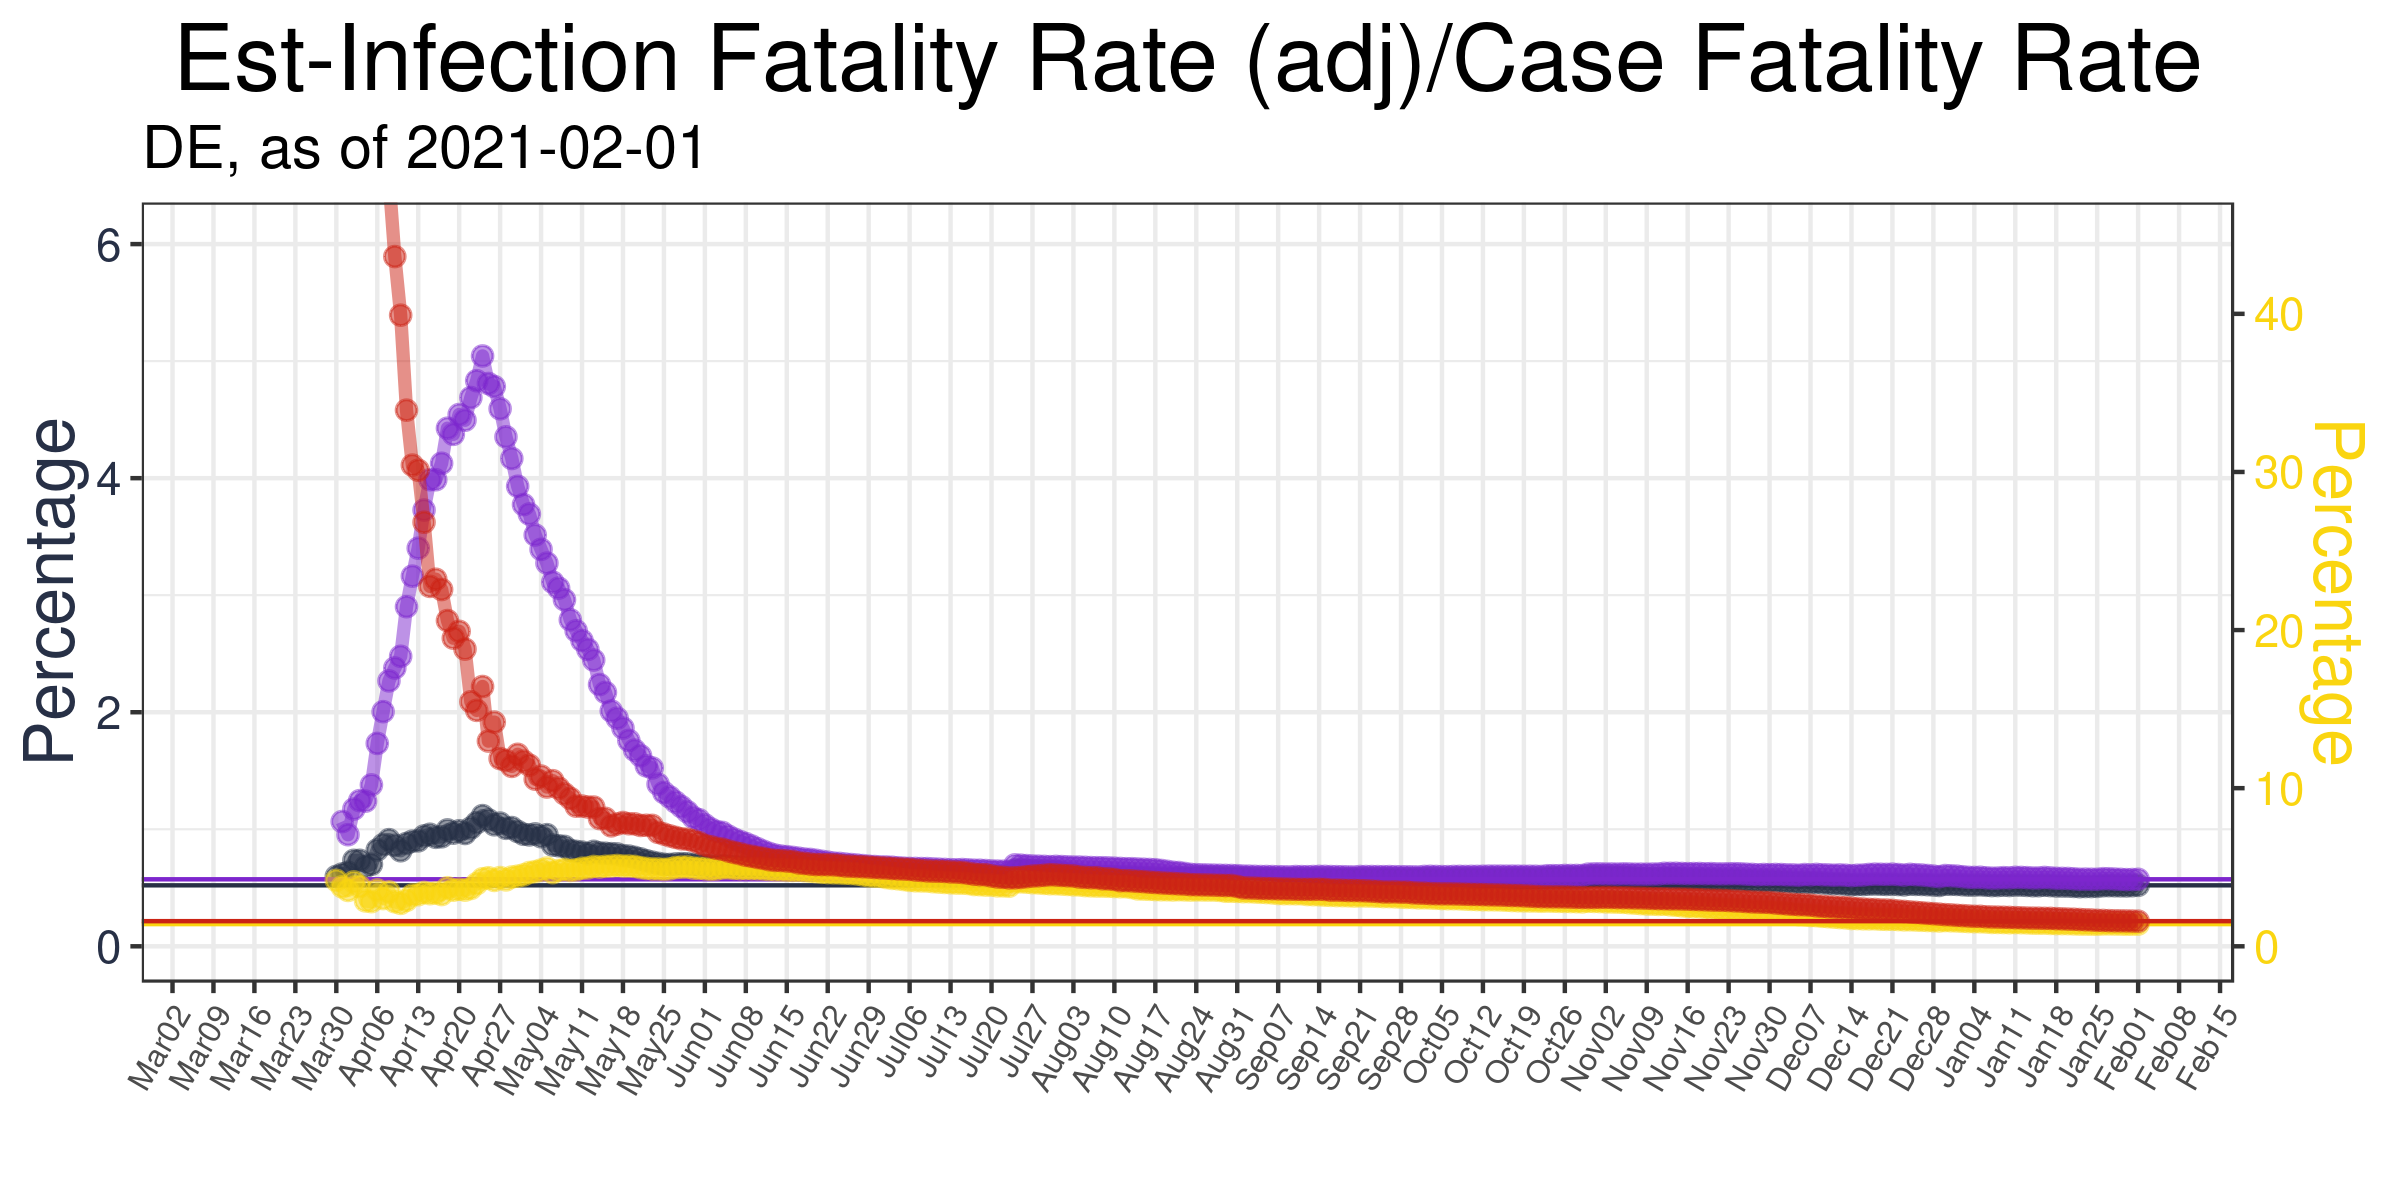 Est-Infection Fatality Rate (adj)/Case Fatality Rate
DE, as of 2021-02-01
Percentage
6
4
2
0
40
30
20
10
0
Percentage
Mar02
Mar09
Mar16
Mar23
Mar30
Apr06
Apr13
Apr20
Apr27
May04
May11
May18
May25
Jun01
Jun08
Jun15
Jun22
Jun29
Jul06
Jul13
Jul20
Jul27
Aug03
Aug10
Aug17
Aug24
Aug31
Sep07
Sep14
Sep21
Sep28
Oct05
Oct12
Oct19
Oct26
Nov02
Nov09
Nov16
Nov23
Nov30
Dec07
Dec14
Dec21
Dec28
Jan04
Jan11
Jan18
Jan25
Feb01
Feb08
Feb15